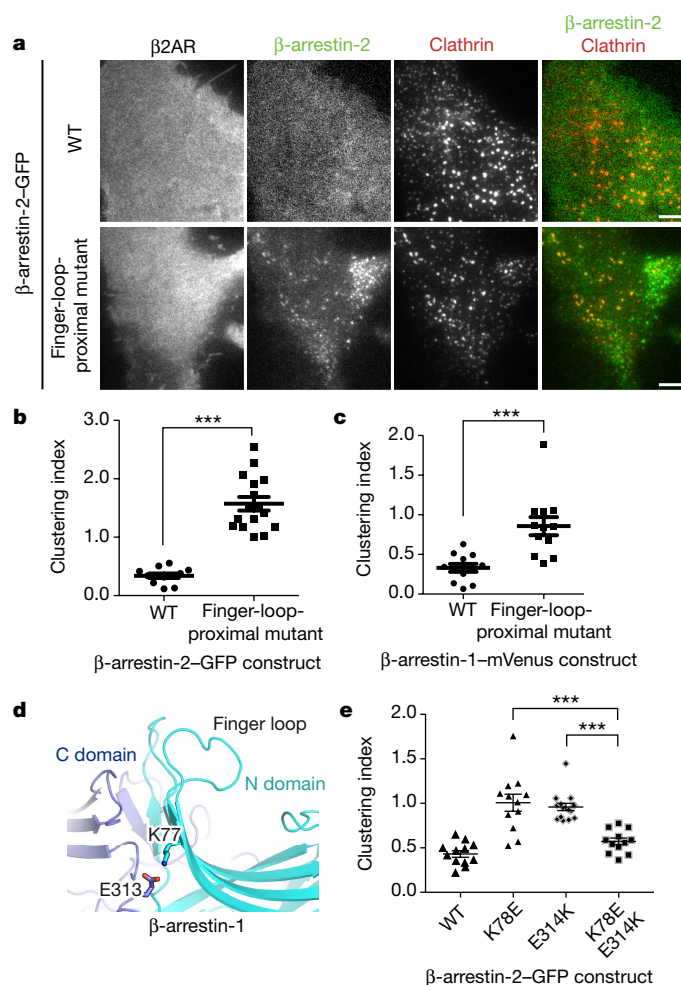 a
β2AR
β-arrestin-2
Clathrin
β-arrestin-2
Clathrin
β-arrestin-2–GFP
WT
Finger-loop-
proximal mutant
b
Clustering index
3.0
2.0
1.0
0.0
***
WT
Finger-loop-
proximal mutant
β-arrestin-2–GFP construct
c
Clustering index
2.0
1.5
1.0
0.5
0.0
***
WT
Finger-loop-
proximal mutant
β-arrestin-1–mVenus construct
d
Finger loop
C domain
N domain
K77
E313
β-arrestin-1
e
Clustering index
2.0
1.5
1.0
0.5
0.0
***
***
WT
K78E
E314K
K78E
E314K
β-arrestin-2–GFP construct